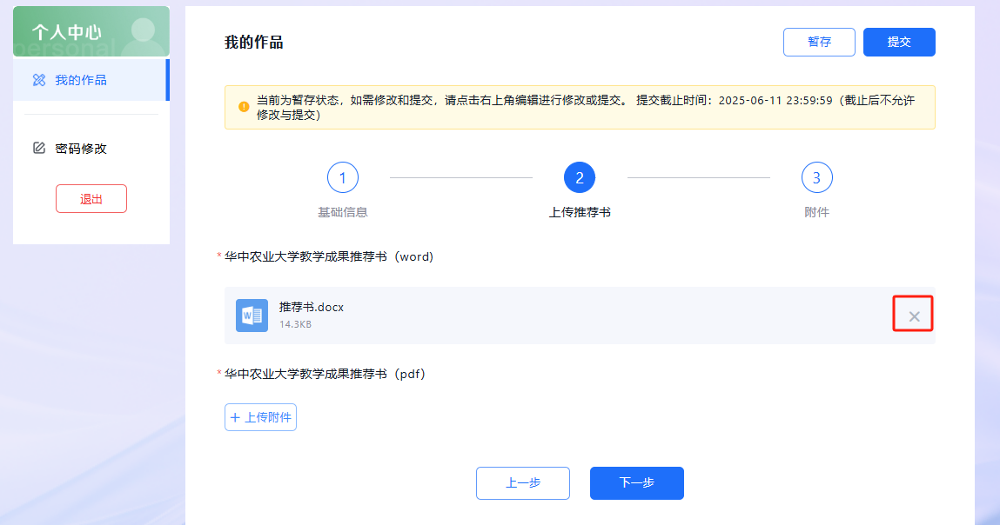 个人中心
personal
我的作品
密码修改
退出
我的作品
暂存
提交
当前为暂存状态，如需修改和提交，请点击右上角编辑进行修改或提交。 提交截止时间：2025-06-11 23:59:59（截止后不允许
修改与提交）
1
2
3
基础信息
上传推荐书
附件
* 华中农业大学教学成果推荐书（word）
W
推荐书.docx
14.3KB
* 华中农业大学教学成果推荐书（pdf）
+ 上传附件
上一步
下一步